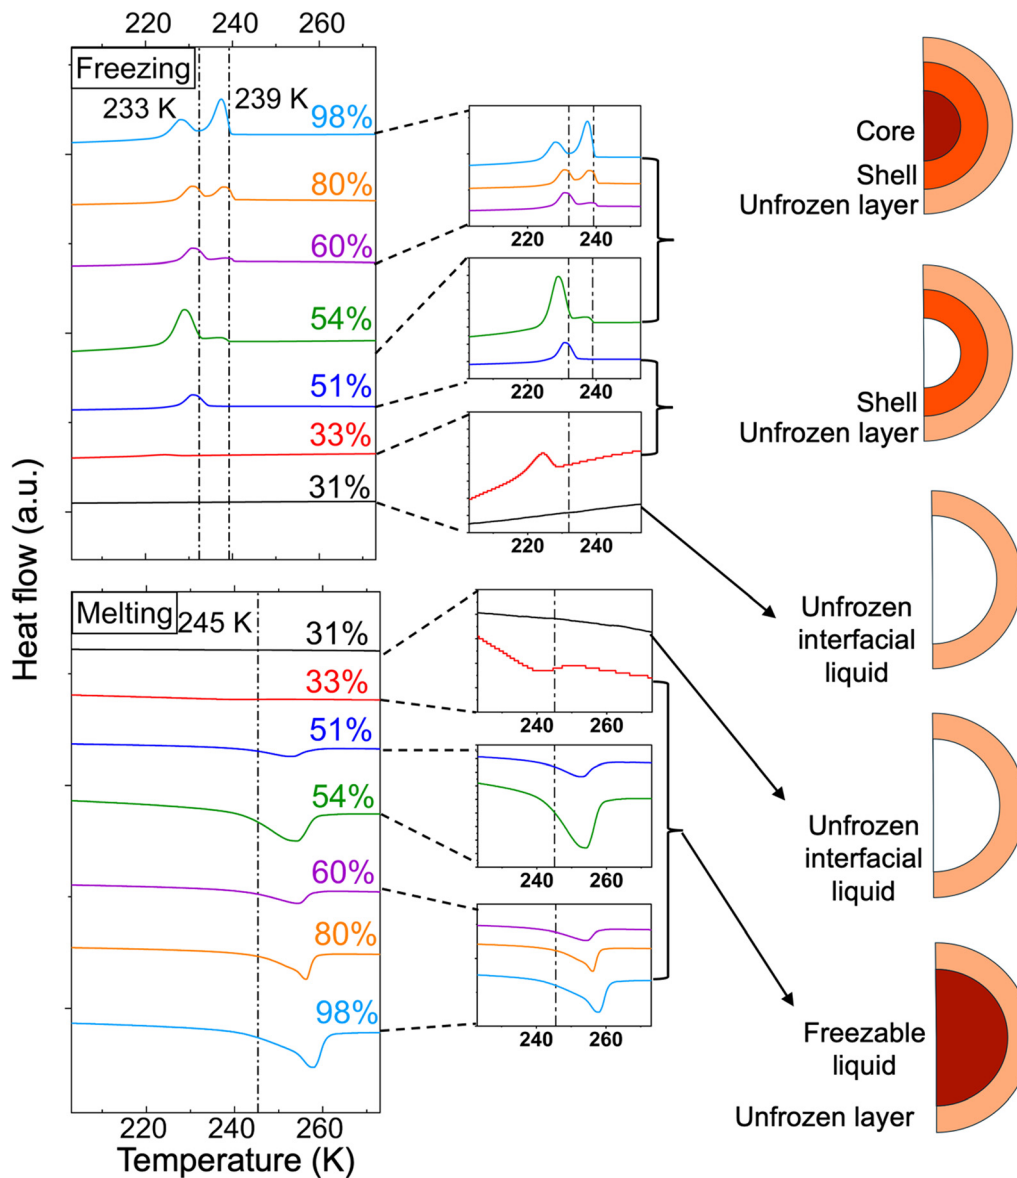 220 240 260
Freezing
233 K 239 K
98%
80%
60%
54%
51%
33%
31%
220 240
220 240
220 240
Core
Shell
Unfrozen layer
Shell
Unfrozen layer
Unfrozen
interfacial
liquid
Heat flow (a.u.)
Melting
245 K
31%
33%
51%
54%
60%
80%
98%
240 260
240 260
240 260
Unfrozen
interfacial
liquid
Freezable
liquid
Unfrozen layer
220 240 260
Temperature (K)